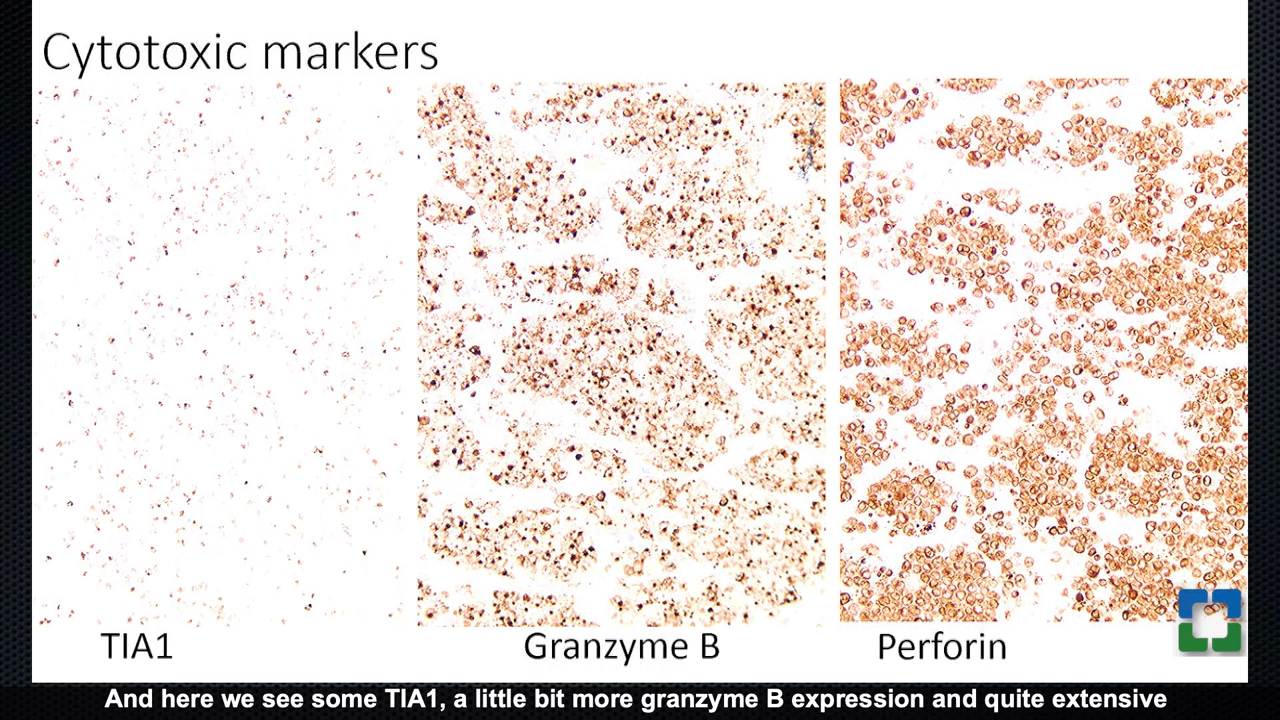 Cytotoxic markers
TIA1
Granzyme B
Perforin
And here we see some TIA1, a little bit more granzyme B expression and quite extensive